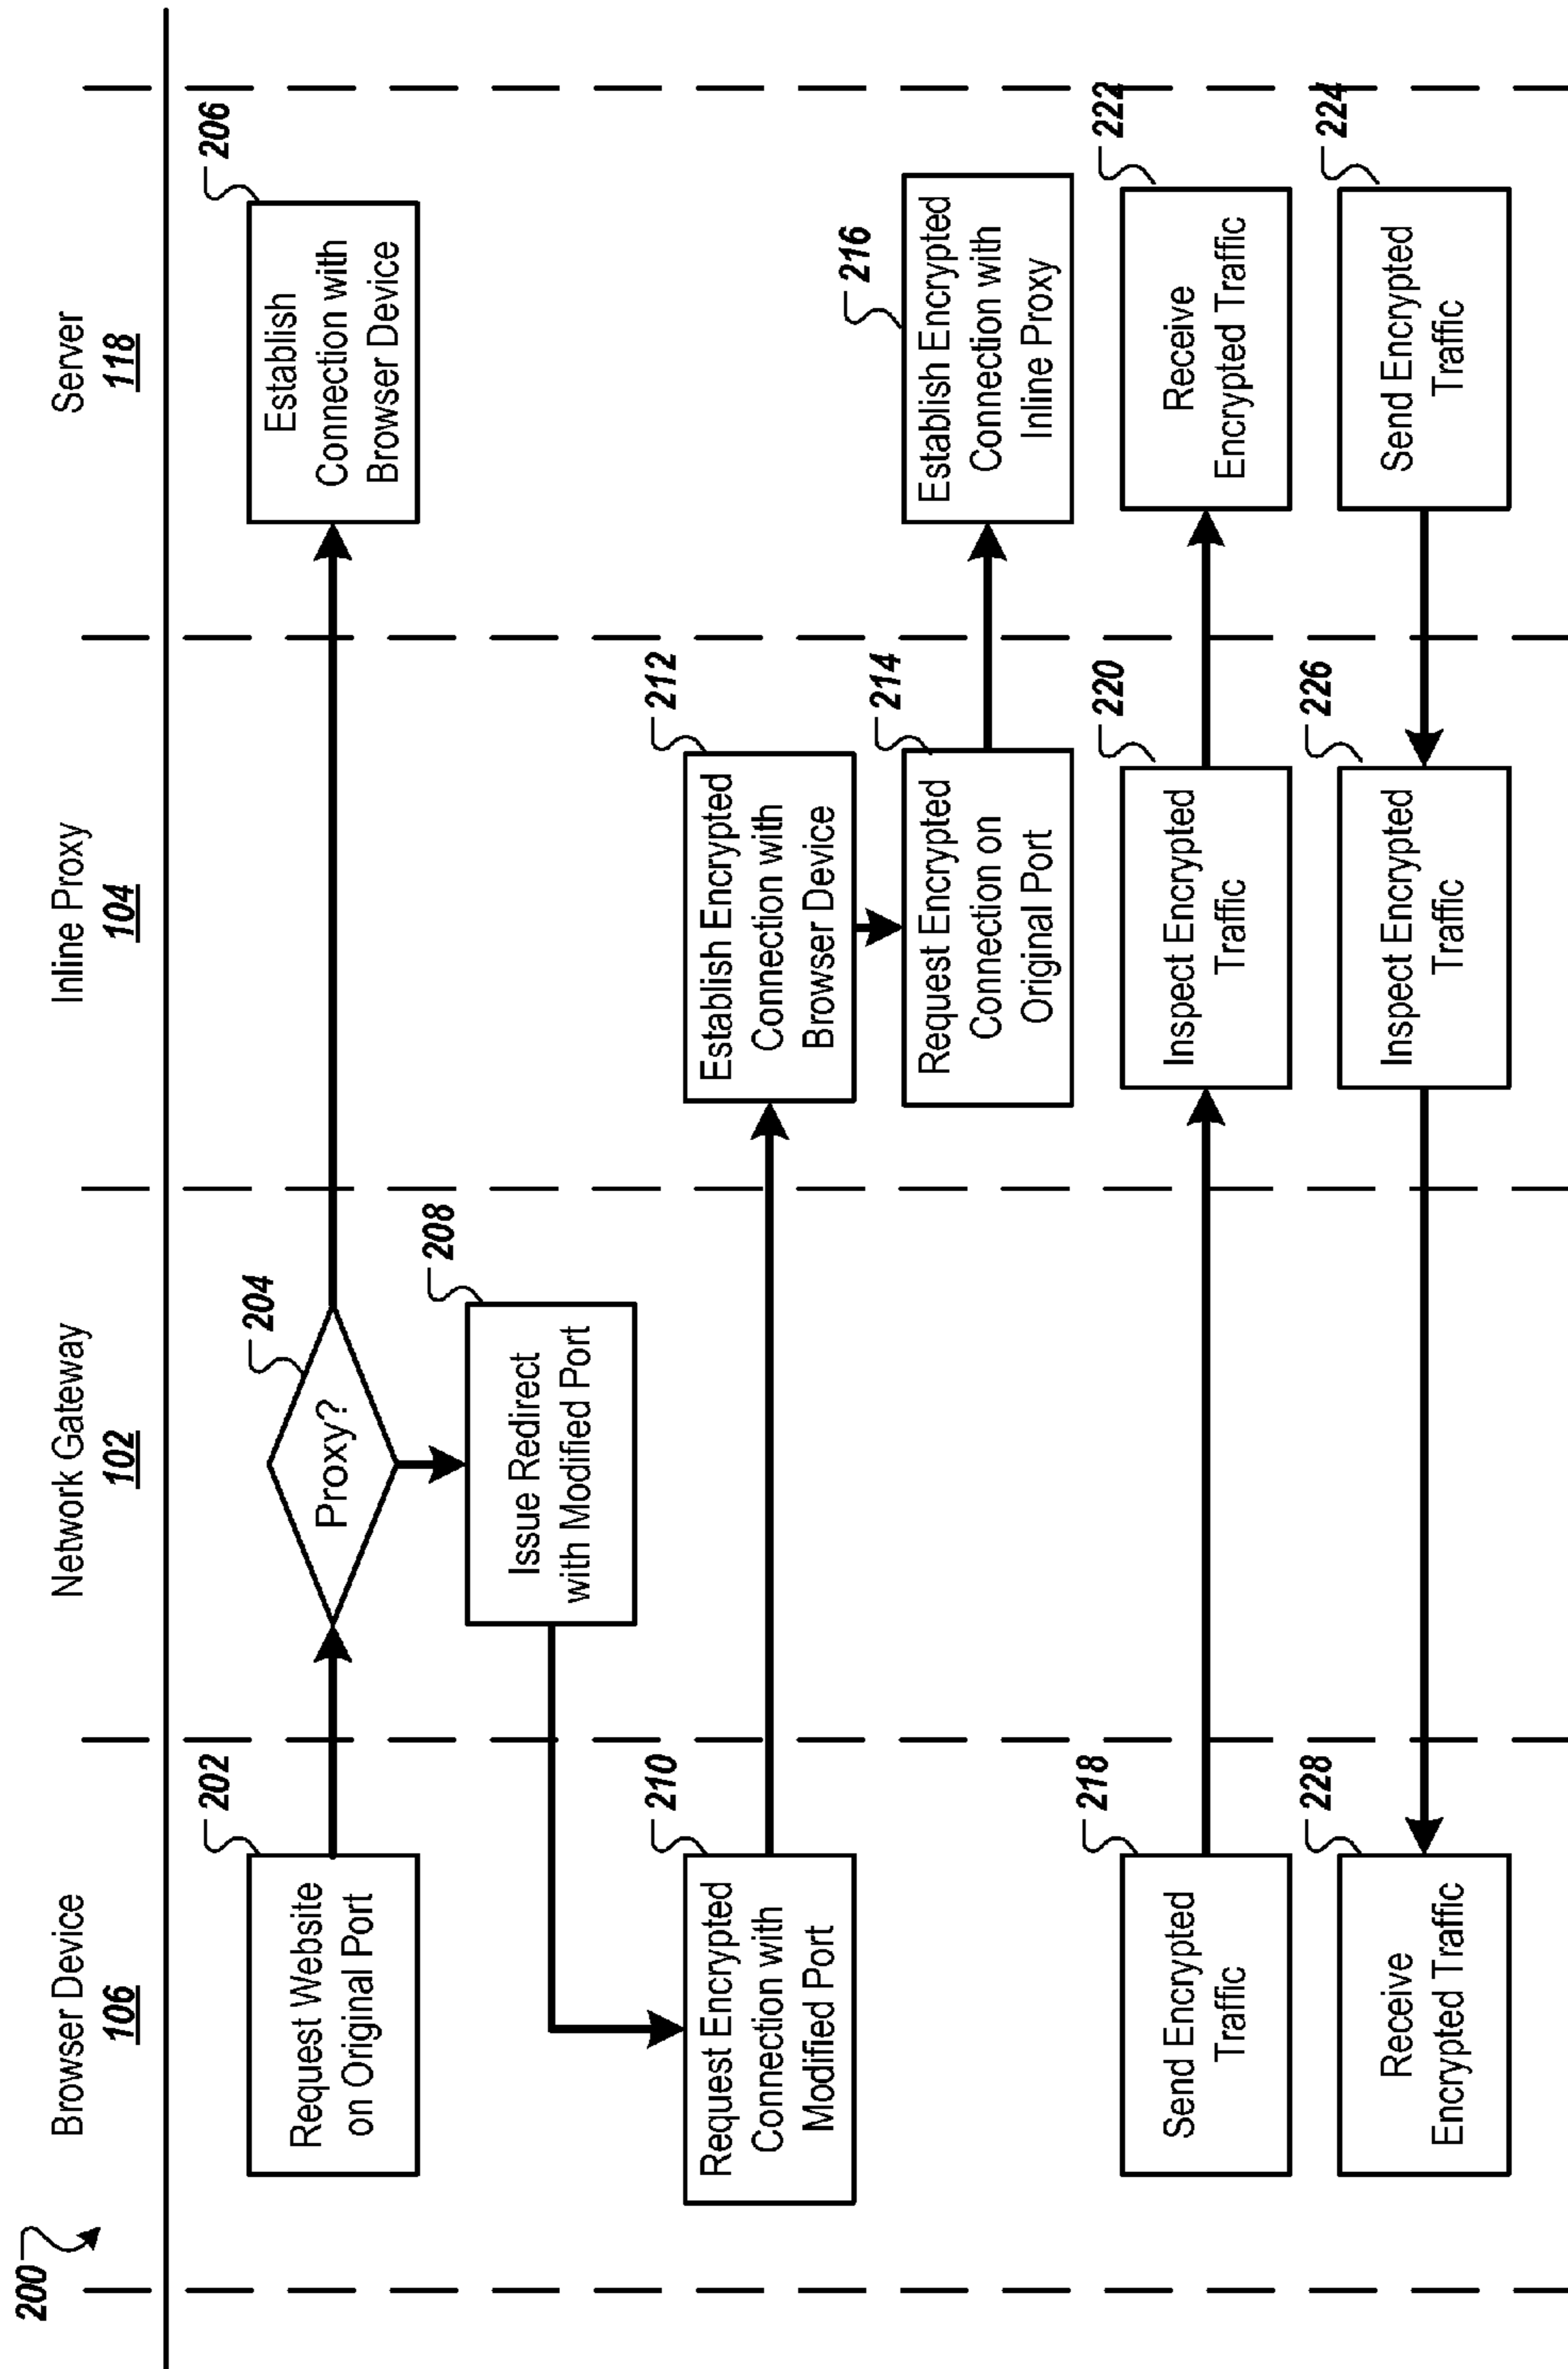 200
Browser Device
106
Network Gateway
102
Inline Proxy
104
Server
118
202
Request Website
on Original Port
204
Proxy?
206
Establish
Connection with
Browser Device
208
Issue Redirect
with Modified Port
210
Request Encrypted
Connection with
Modified Port
212
Establish Encrypted
Connection with
Browser Device
214
Request Encrypted
Connection on
Original Port
216
Establish Encrypted
Connection with
Inline Proxy
218
Send Encrypted
Traffic
220
Inspect Encrypted
Traffic
222
Receive
Encrypted Traffic
224
Send Encrypted
Traffic
226
Inspect Encrypted
Traffic
228
Receive
Encrypted Traffic